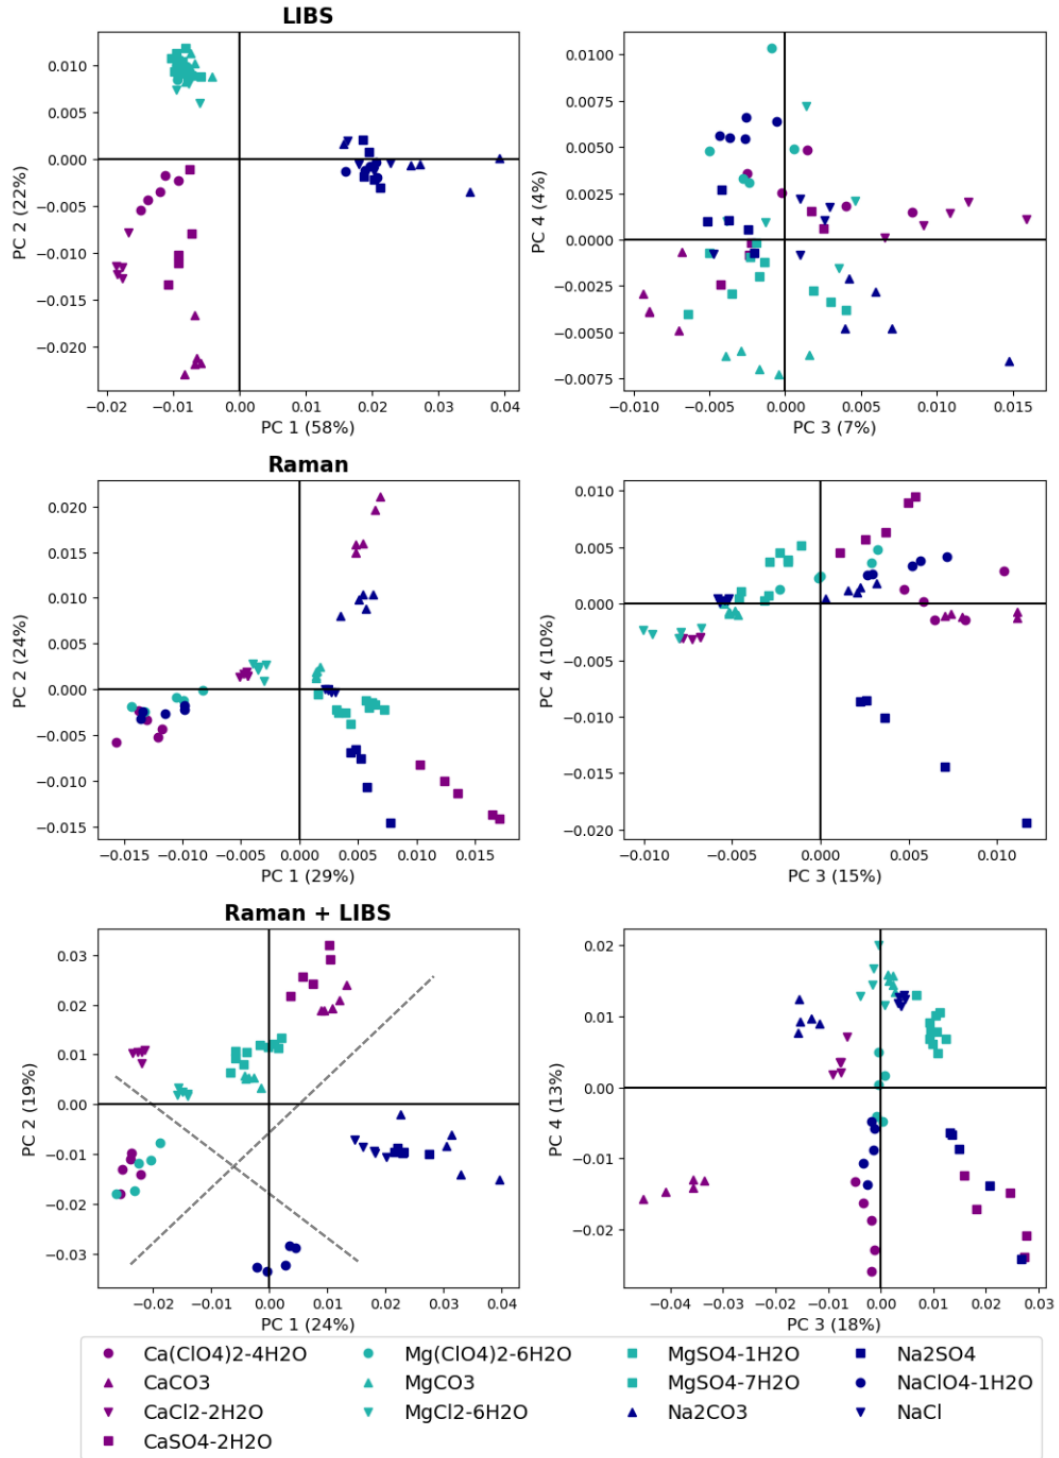 LIBS
0.010
0.005
0.000
−0.005
−0.010
−0.015
−0.020
PC 2 (22%)
−0.02 −0.01 0.00 0.01 0.02 0.03 0.04
PC 1 (58%)
0.0100
0.0075
0.0050
0.0025
0.0000
−0.0025
−0.0050
−0.0075
PC 4 (4%)
−0.010 −0.005 0.000 0.005 0.010 0.015
PC 3 (7%)
Raman
0.020
0.015
0.010
0.005
0.000
−0.005
−0.010
−0.015
PC 2 (24%)
−0.015 −0.010 −0.005 0.000 0.005 0.010 0.015
PC 1 (29%)
0.010
0.005
0.000
−0.005
−0.010
−0.015
−0.020
PC 4 (10%)
−0.010 −0.005 0.000 0.005 0.010
PC 3 (15%)
Raman + LIBS
0.03
0.02
0.01
0.00
−0.01
−0.02
−0.03
PC 2 (19%)
−0.02 −0.01 0.00 0.01 0.02 0.03 0.04
PC 1 (24%)
0.02
0.01
0.00
−0.01
−0.02
PC 4 (13%)
−0.04 −0.03 −0.02 −0.01 0.00 0.01 0.02 0.03
PC 3 (18%)
Ca(ClO4)2-4H2O
CaCO3
CaCl2-2H2O
CaSO4-2H2O
Mg(ClO4)2-6H2O
MgCO3
MgCl2-6H2O
MgSO4-1H2O
MgSO4-7H2O
Na2CO3
Na2SO4
NaClO4-1H2O
NaCl